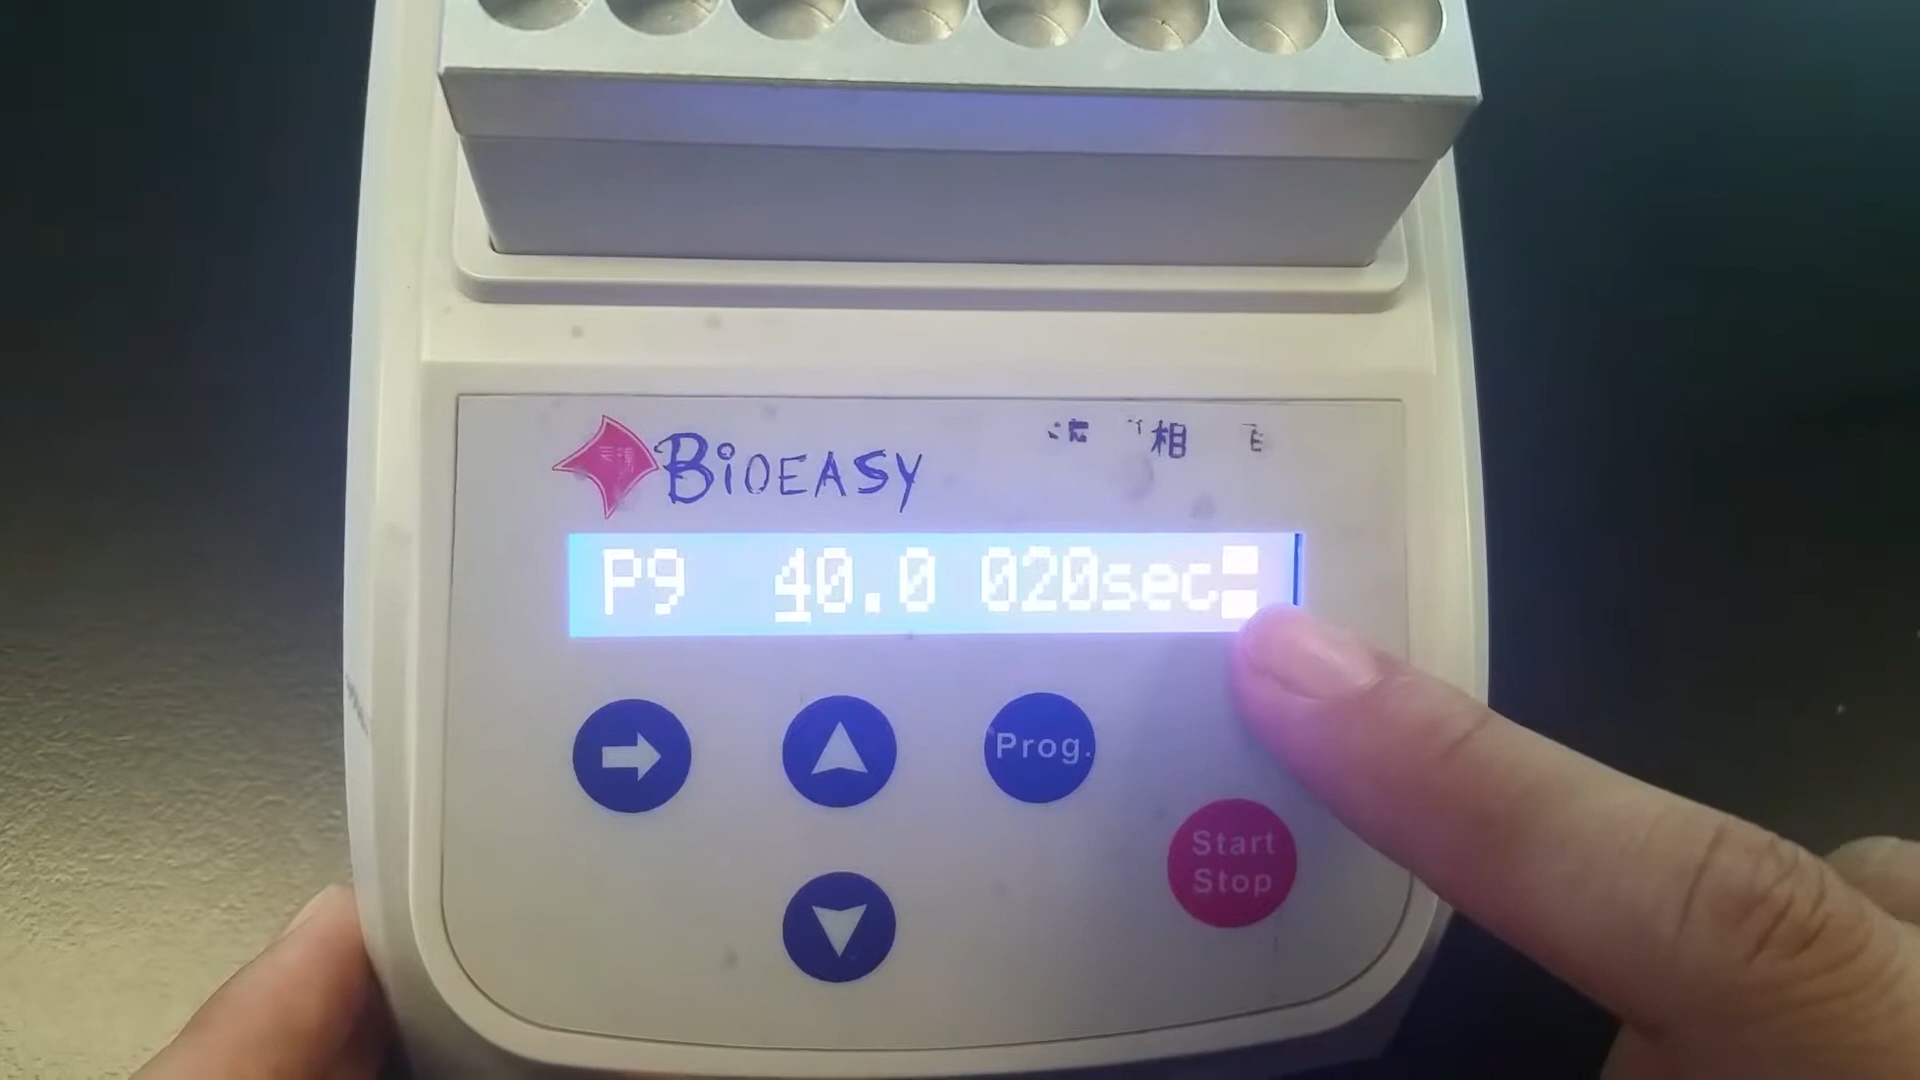 BIOEASY
相
P9 40.0 020sec
Prog.
Start
Stop